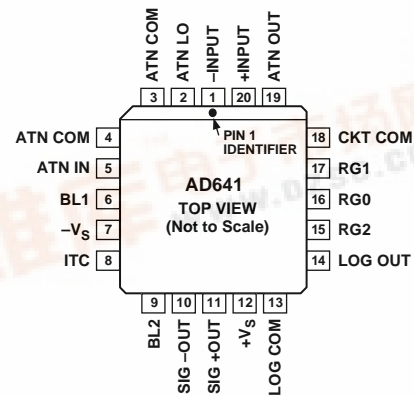 ATN COM
ATN LO
–INPUT
+INPUT
ATN OUT
3 2 1 20 19
ATN COM 4
ATN IN 5
BL1 6
–VS 7
ITC 8
PIN 1
IDENTIFIER
AD641
TOP VIEW
(Not to Scale)
18 CKT COM
17 RG1
16 RG0
15 RG2
14 LOG OUT
9 10 11 12 13
BL2
SIG –OUT
SIG +OUT
+VS
LOG COM